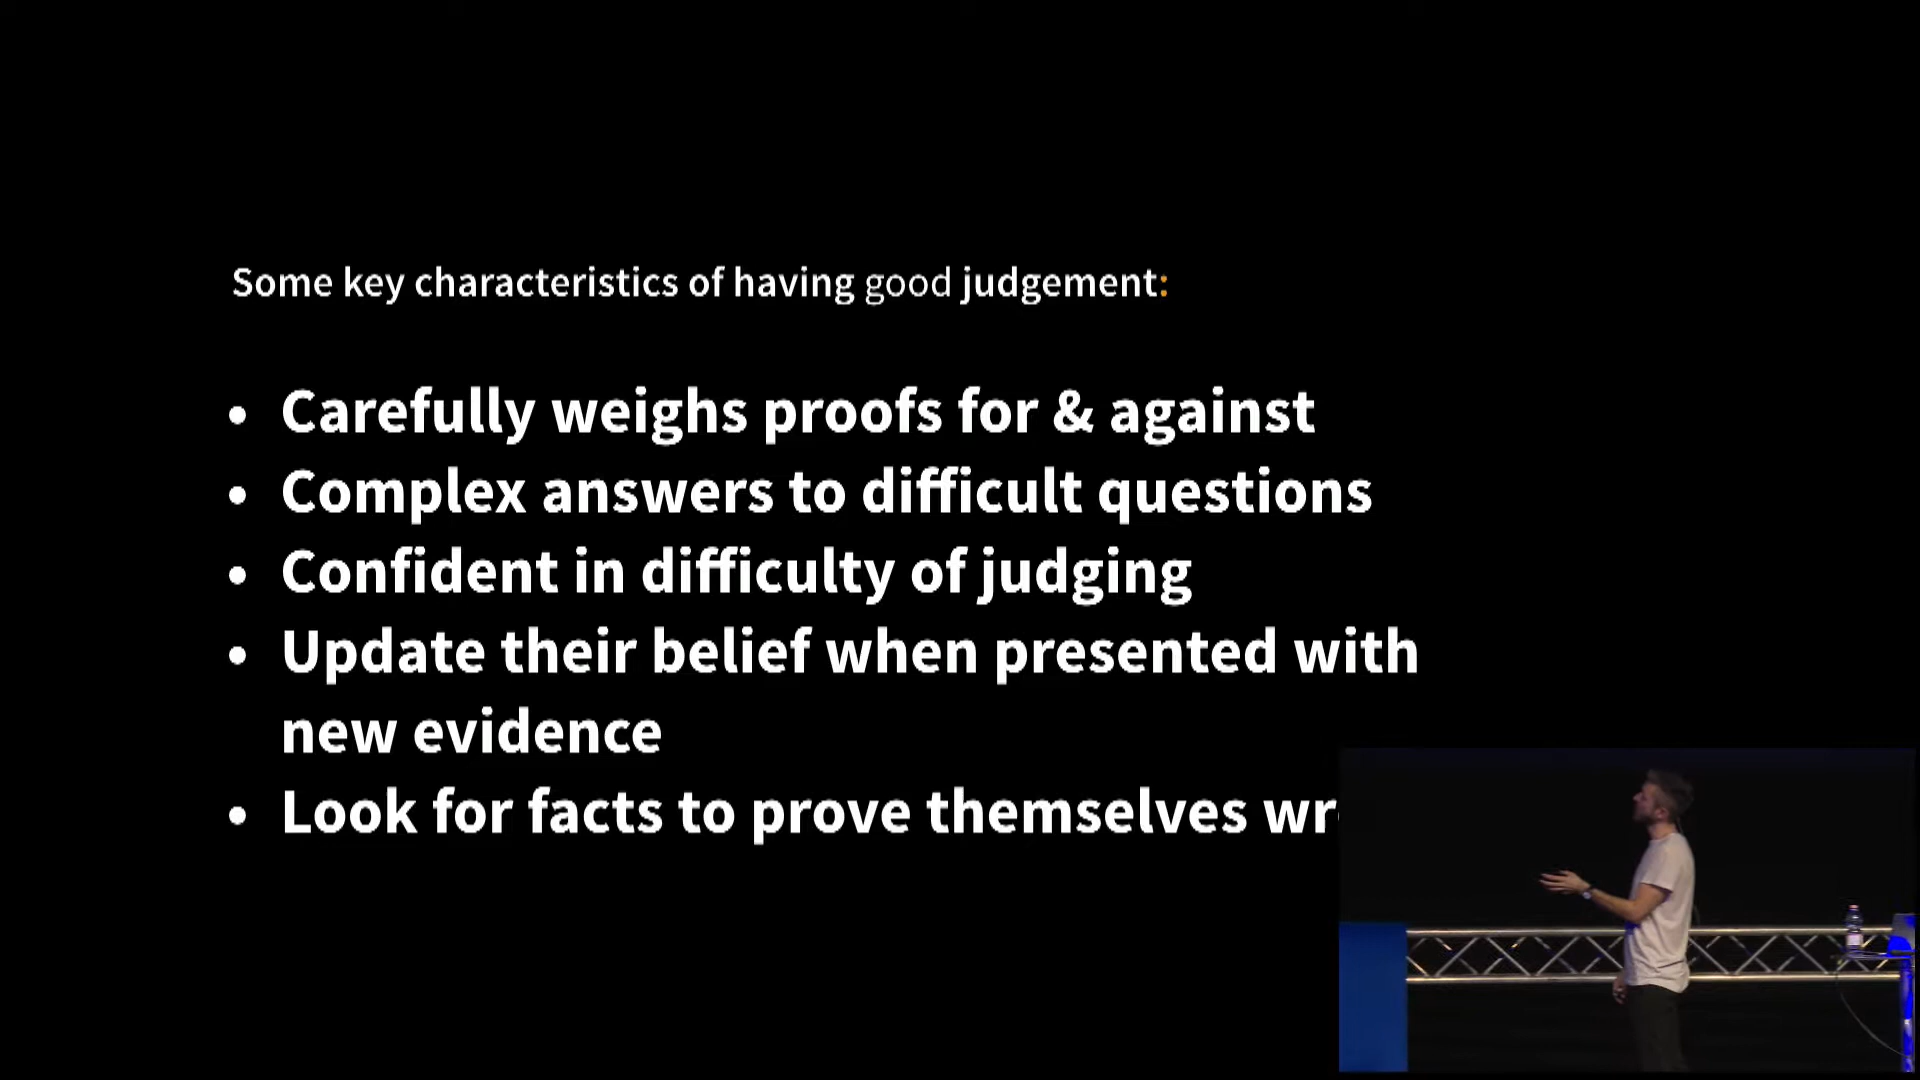 Some key characteristics of having good judgement:
• Carefully weighs proofs for & against
• Complex answers to difficult questions
• Confident in difficulty of judging
• Update their belief when presented with
new evidence
• Look for facts to prove themselves